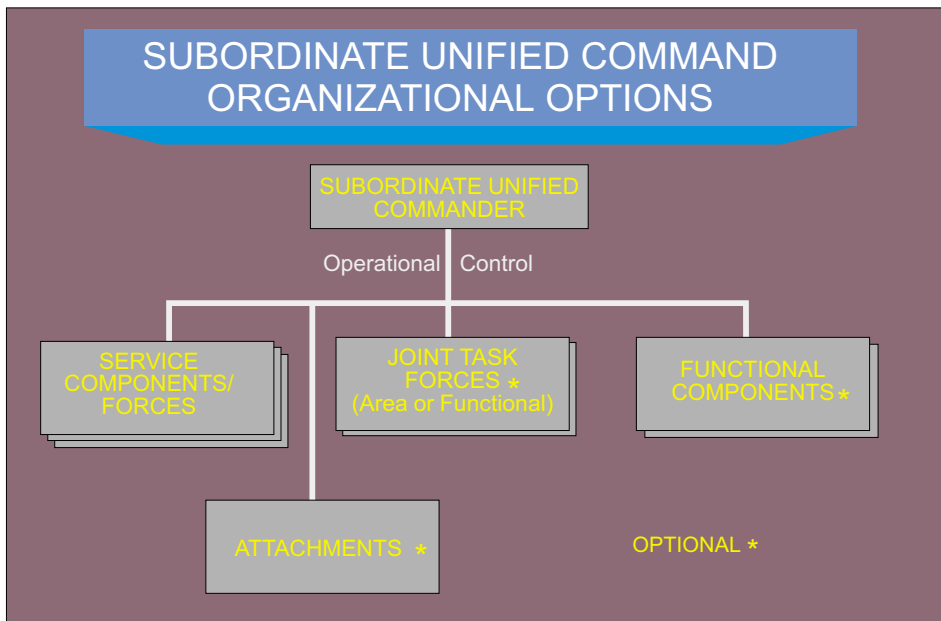 SUBORDINATE UNIFIED COMMAND
ORGANIZATIONAL OPTIONS
SUBORDINATE UNIFIED
COMMANDER
Operational Control
SERVICE
COMPONENTS/
FORCES
JOINT TASK
FORCES *
(Area or Functional)
FUNCTIONAL
COMPONENTS *
ATTACHMENTS *
OPTIONAL *